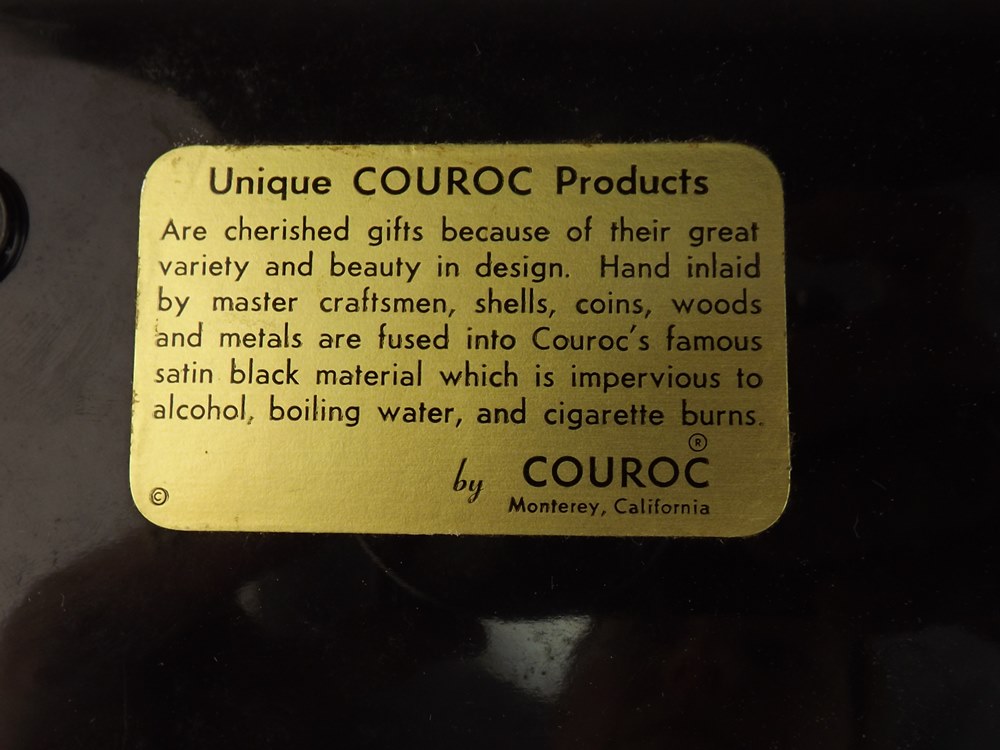 Unique COUROC Products
Are cherished gifts because of their great
variety and beauty in design. Hand inlaid
by master craftsmen, shells, coins, woods
and metals are fused into Couroc's famous
satin black material which is impervious to
alcohol, boiling water, and cigarette burns.
®
by COUROC
© Monterey, California